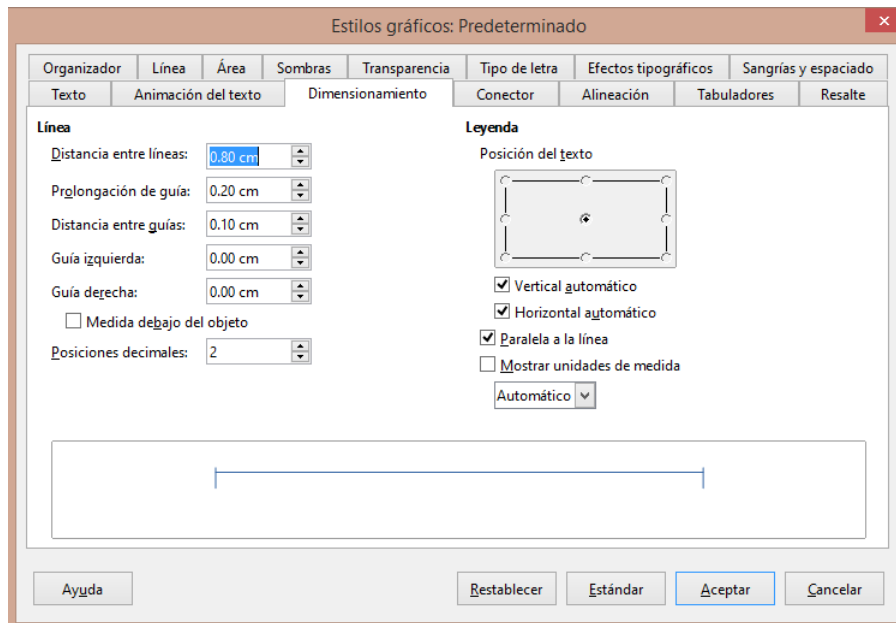 Estilos gráficos: Predeterminado
Organizador Línea Área Sombras Transparencia Tipo de letra Efectos tipográficos Sangrías y espaciado
Texto Animación del texto Dimensionamiento Conector Alineación Tabuladores Resalte
Línea
Distancia entre líneas: 0.80 cm
Prolongación de guía: 0.20 cm
Distancia entre guías: 0.10 cm
Guía izquierda: 0.00 cm
Guía derecha: 0.00 cm
Medida debajo del objeto
Posiciones decimales: 2
Leyenda
Posición del texto
Vertical automático
Horizontal automático
Paralela a la línea
Mostrar unidades de medida
Automático
Ayuda Restablecer Estándar Aceptar Cancelar